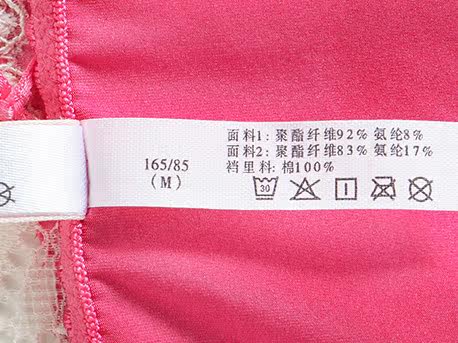 165/85
(M)
面料1: 聚酯纤维92% 氨纶8%
面料2: 聚酯纤维83% 氨纶17%
裆里料: 棉100%
30